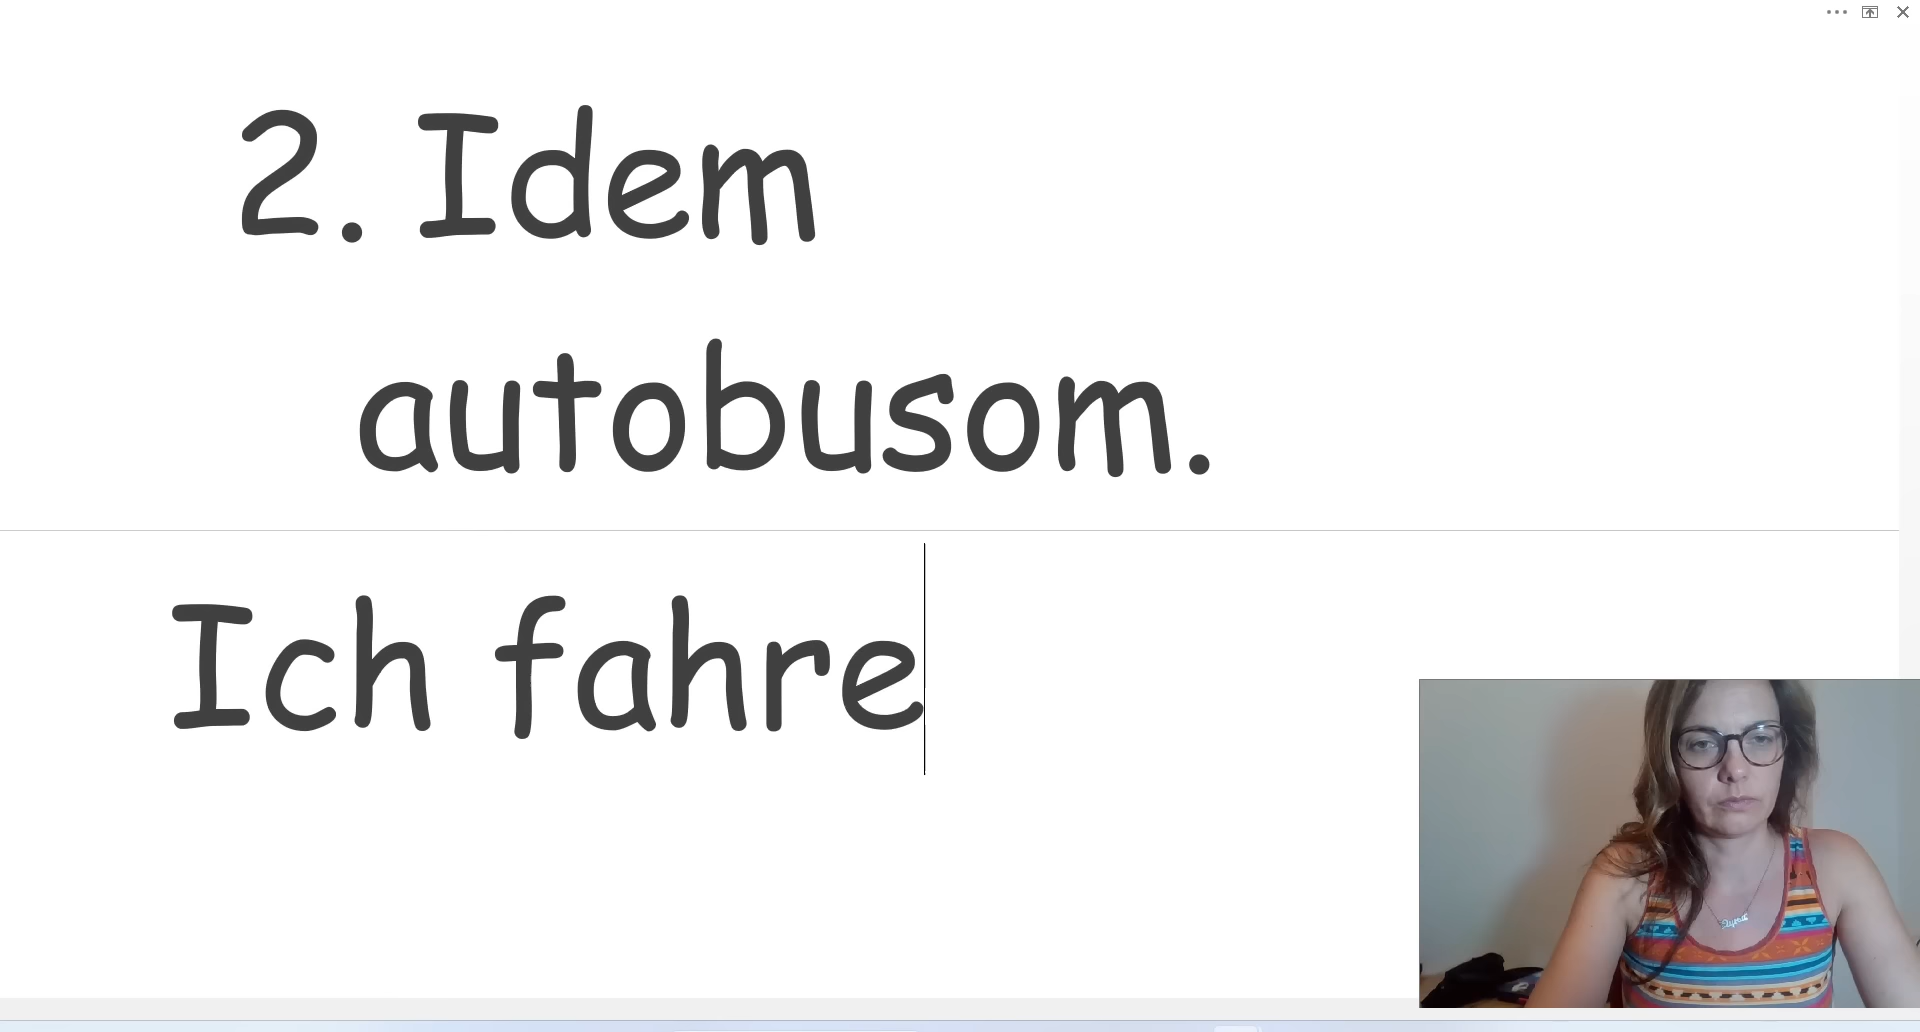 2. Idem
autobusom.
Ich fahre